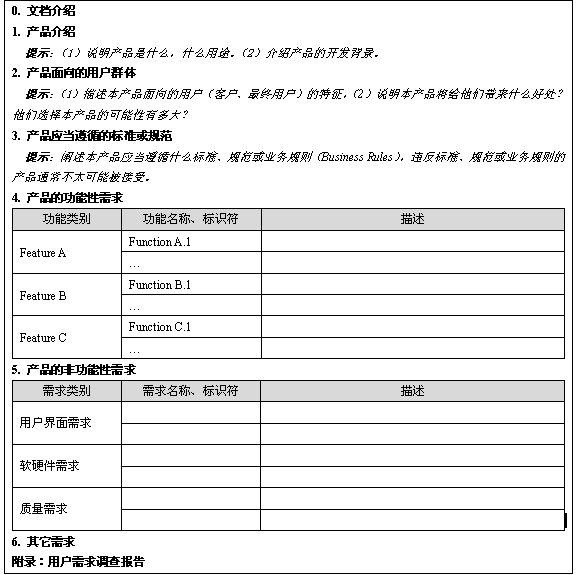 0. 文档介绍
1. 产品介绍
提示：（1）说明产品是什么，什么用途。（2）介绍产品的开发背景。
2. 产品面向的用户群体
提示：（1）描述本产品面向的用户（客户、最终用户）的特征，（2）说明本产品将给他们带来什么好处？
他们选择本产品的可能性有多大？
3. 产品应当遵循的标准或规范
提示：阐述本产品应当遵循什么标准、规范或业务规则（Business Rules），违反标准、规范或业务规则的
产品通常不太可能被接受。
4. 产品的功能性需求
功能类别 功能名称、标识符 描述
Feature A
Function A.1
…
Feature B
Function B.1
…
Feature C
Function C.1
…
5. 产品的非功能性需求
需求类别 需求名称、标识符 描述
用户界面需求
软硬件需求
质量需求
6. 其它需求
附录：用户需求调查报告